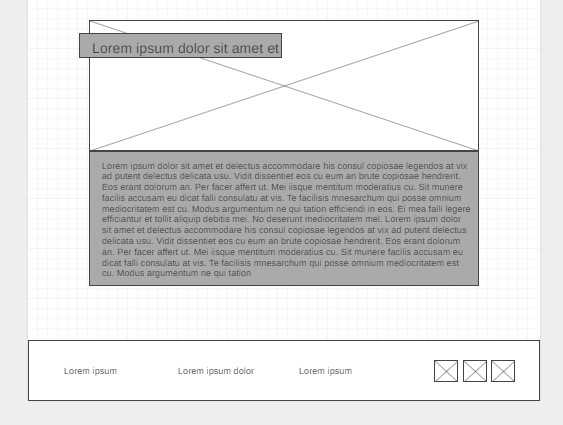 Lorem ipsum dolor sit amet et
Lorem ipsum dolor sit amet et delectus accommodare his consul copiosae legendos at vix
ad putent delectus delicata usu. Vidit dissentiet eos cu eum an brute copiosae hendrerit.
Eos erant dolorum an. Per facer affert ut. Mei iisque mentitum moderatius cu. Sit munere
facilis accusam eu dicat falli consulatu at vis. Te facilisis mnesarchum qui posse omnium
mediocritatem est cu. Modus argumentum ne qui tation efficiendi in eos. Ei mea falli legere
efficiantur et tollit aliquip debitis mei. No deserunt mediocritatem mel. Lorem ipsum dolor
sit amet et delectus accommodare his consul copiosae legendos at vix ad putent delectus
delicata usu. Vidit dissentiet eos cu eum an brute copiosae hendrerit. Eos erant dolorum
an. Per facer affert ut. Mei iisque mentitum moderatius cu. Sit munere facilis accusam eu
dicat falli consulatu at vis. Te facilisis mnesarchum qui posse omnium mediocritatem est
cu. Modus argumentum ne qui tation
Lorem ipsum
Lorem ipsum dolor
Lorem ipsum